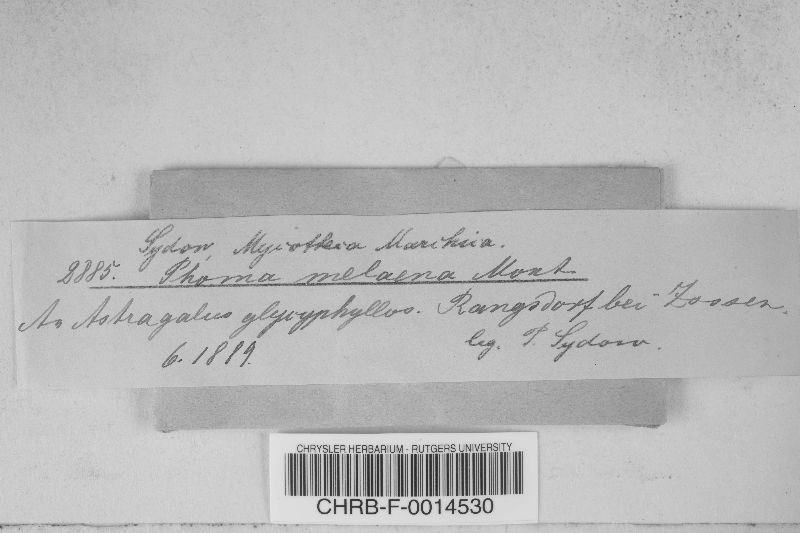 Sydow, Mycotheca Marchica.
2885. Phoma melaena Mont.
An Astragalus glycyphyllos. Rangsdorf bei Zossen.
6. 1889. leg. P. Sydow.
CHRYSLER HERBARIUM - RUTGERS UNIVERSITY
CHRB-F-0014530